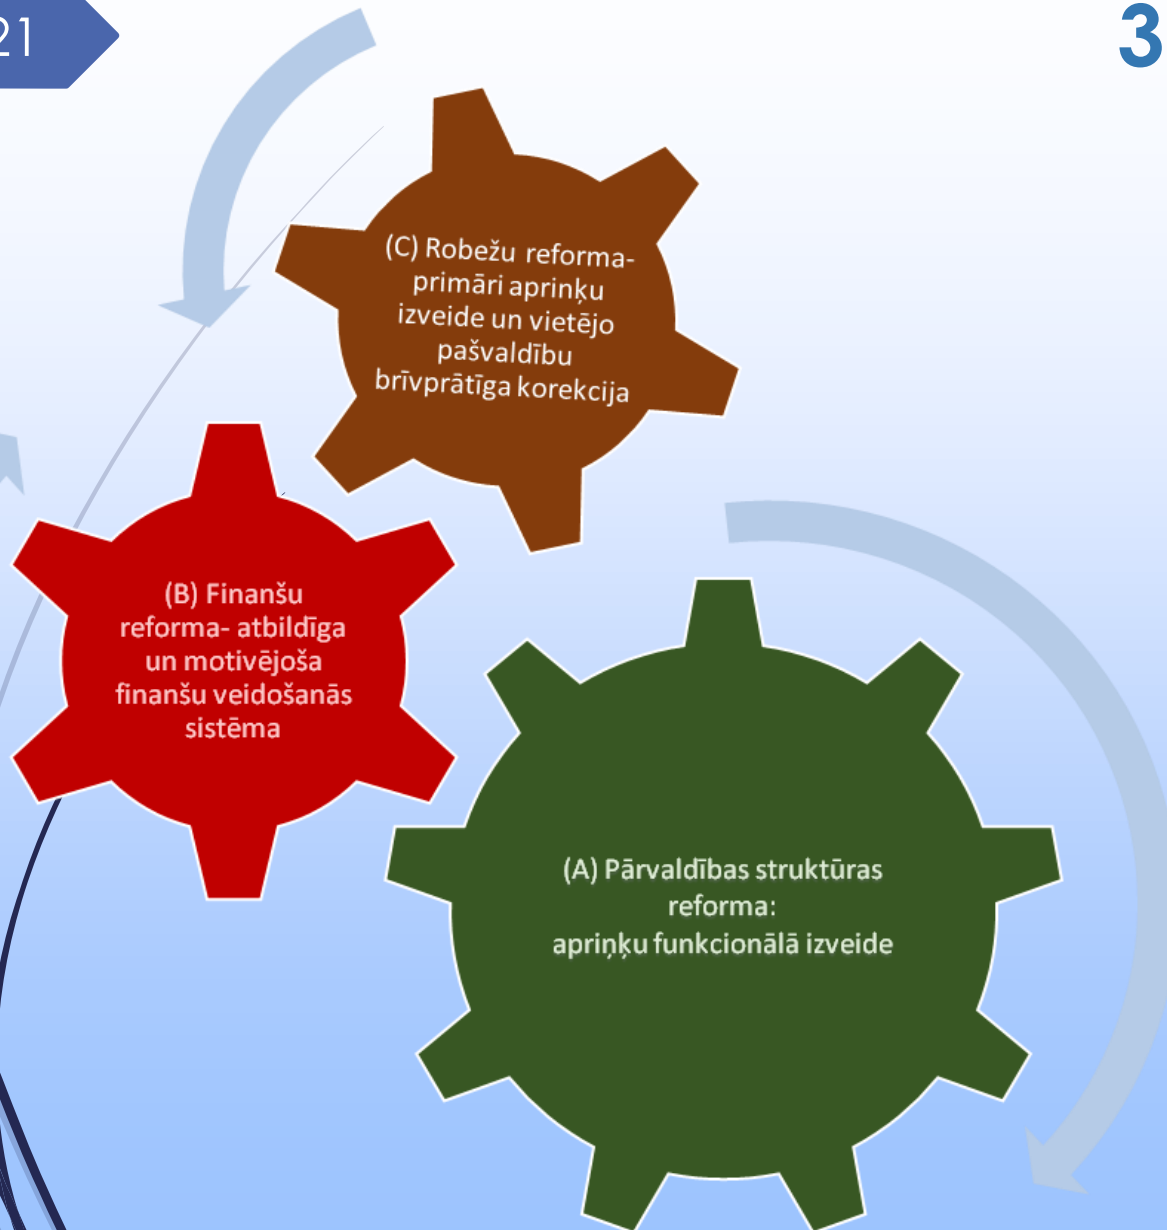 21
3
(C) Robežu reforma-
primāri apriņķu
izveide un vietējo
pašvaldību
brīvprātīga korekcija
(B) Finanšu
reforma- atbildīga
un motivējoša
finanšu veidošanās
sistēma
(A) Pārvaldības struktūras
reforma:
apriņķu funkcionālā izveide